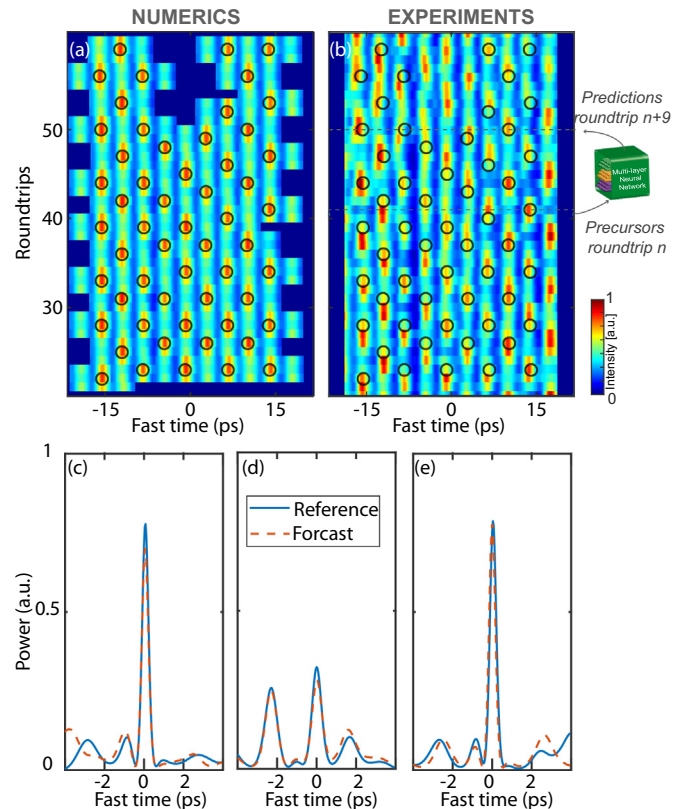 NUMERICS
EXPERIMENTS
(a)
(b)
Roundtrips
50
40
30
-15
0
15
Fast time (ps)
-15
0
15
Fast time (ps)
Predictions
roundtrip n+9
Multi-layer
Neural
Network
Precursors
roundtrip n
1
0
Intensity [a.u.]
(c)
(d)
(e)
Reference
Forcast
Power (a.u.)
1
0.5
0
-2
0
2
Fast time (ps)
-2
0
2
Fast time (ps)
-2
0
2
Fast time (ps)